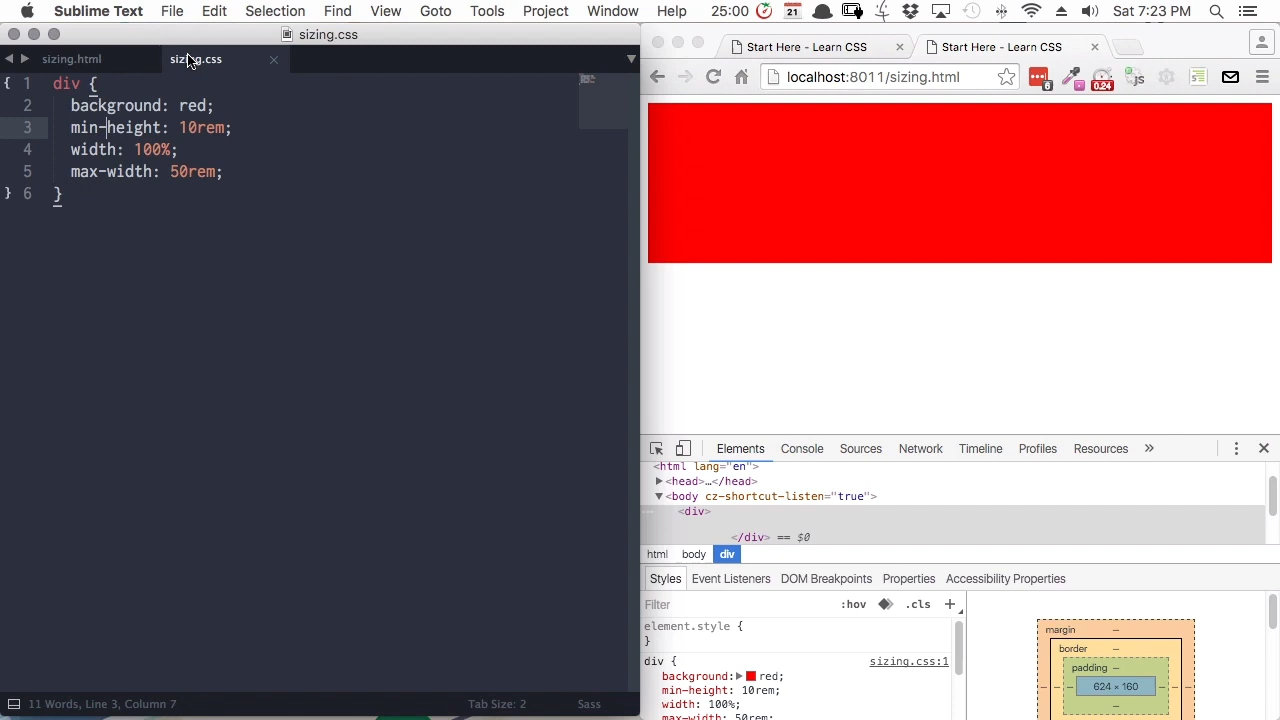 Sublime Text File Edit Selection Find View Goto Tools Project Window Help 25:00 21 Sat 7:23 PM
sizing.css
Start Here - Learn CSS Start Here - Learn CSS
sizing.html sizing.css
localhost:8011/sizing.html 6 0.24 js
{ 1 div {
2 background: red;
3 min-height: 10rem;
4 width: 100%;
5 max-width: 50rem;
} 6 }
Elements Console Sources Network Timeline Profiles Resources »
<html lang="en">
<head>…</head>
<body cz-shortcut-listen="true">
<div>
</div> == $0
html body div
Styles Event Listeners DOM Breakpoints Properties Accessibility Properties
Filter :hov .cls +
element.style {
}
div { sizing.css:1
background: red;
min-height: 10rem;
width: 100%;
max-width: 50rem;
margin –
border –
padding –
– – – 624 × 160 – – –
–
11 Words, Line 3, Column 7 Tab Size: 2 Sass